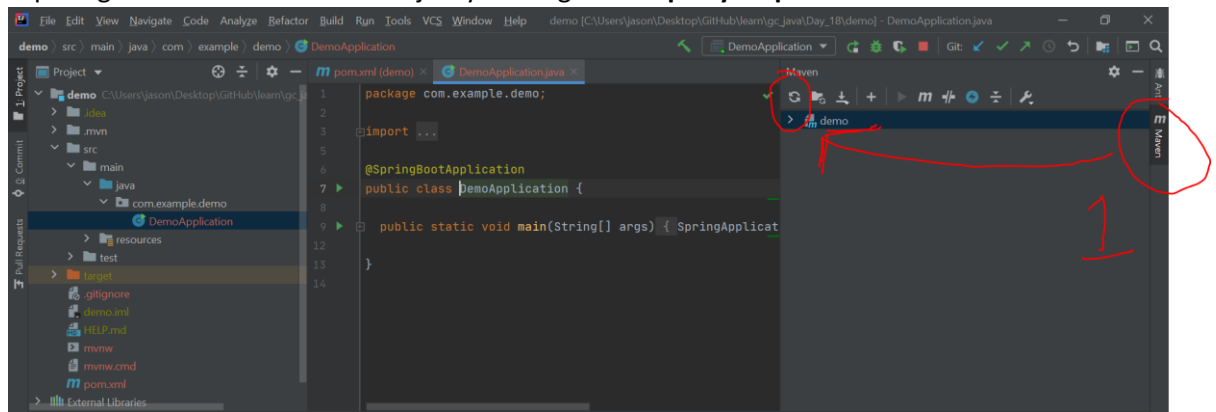 File Edit View Navigate Code Analyze Refactor Build Run Tools VCS Window Help demo [C:\Users\jason\Desktop\GitHub\learn\gc_java\Day_18\demo] - DemoApplication.java
demo src main java com example demo DemoApplication
DemoApplication Git:
Project
pom.xml (demo) DemoApplication.java
Maven
1: Project
Commit
Pull Requests
demo C:\Users\jason\Desktop\GitHub\learn\gc_ja
.idea
.mvn
src
main
java
com.example.demo
DemoApplication
resources
test
target
.gitignore
demo.iml
HELP.md
mvnw
mvnw.cmd
pom.xml
External Libraries
1 package com.example.demo;
2
3 import ...
5
6 @SpringBootApplication
7 public class DemoApplication {
8
9 public static void main(String[] args) { SpringApplicat
12
13 }
14
demo
Ant
m Maven
1